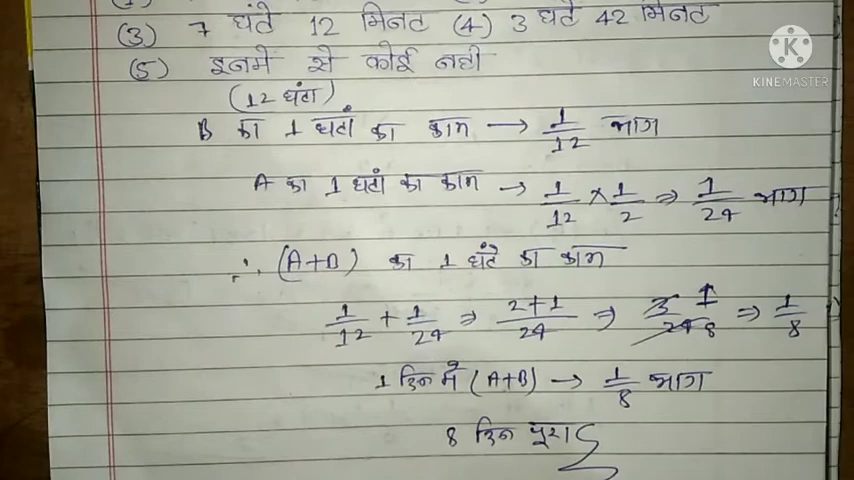 (3) 7 घंटे 12 मिनट (4) 3 घंटे 42 मिनट
(5) इनमें से कोई नही
(12 घंटा)
B का 1 घंटा का काम → 1/12 भाग
A का 1 घंटा का काम → 1/12 × 1/2 ⇒ 1/24 भाग
∴ (A+B) का 1 घंटे का काम
1/12 + 1/24 ⇒ 2+1/24 ⇒ 3 1/24 8 ⇒ 1/8
1 दिन में (A+B) → 1/8 भाग
8 दिन पूरा
KINEMASTER